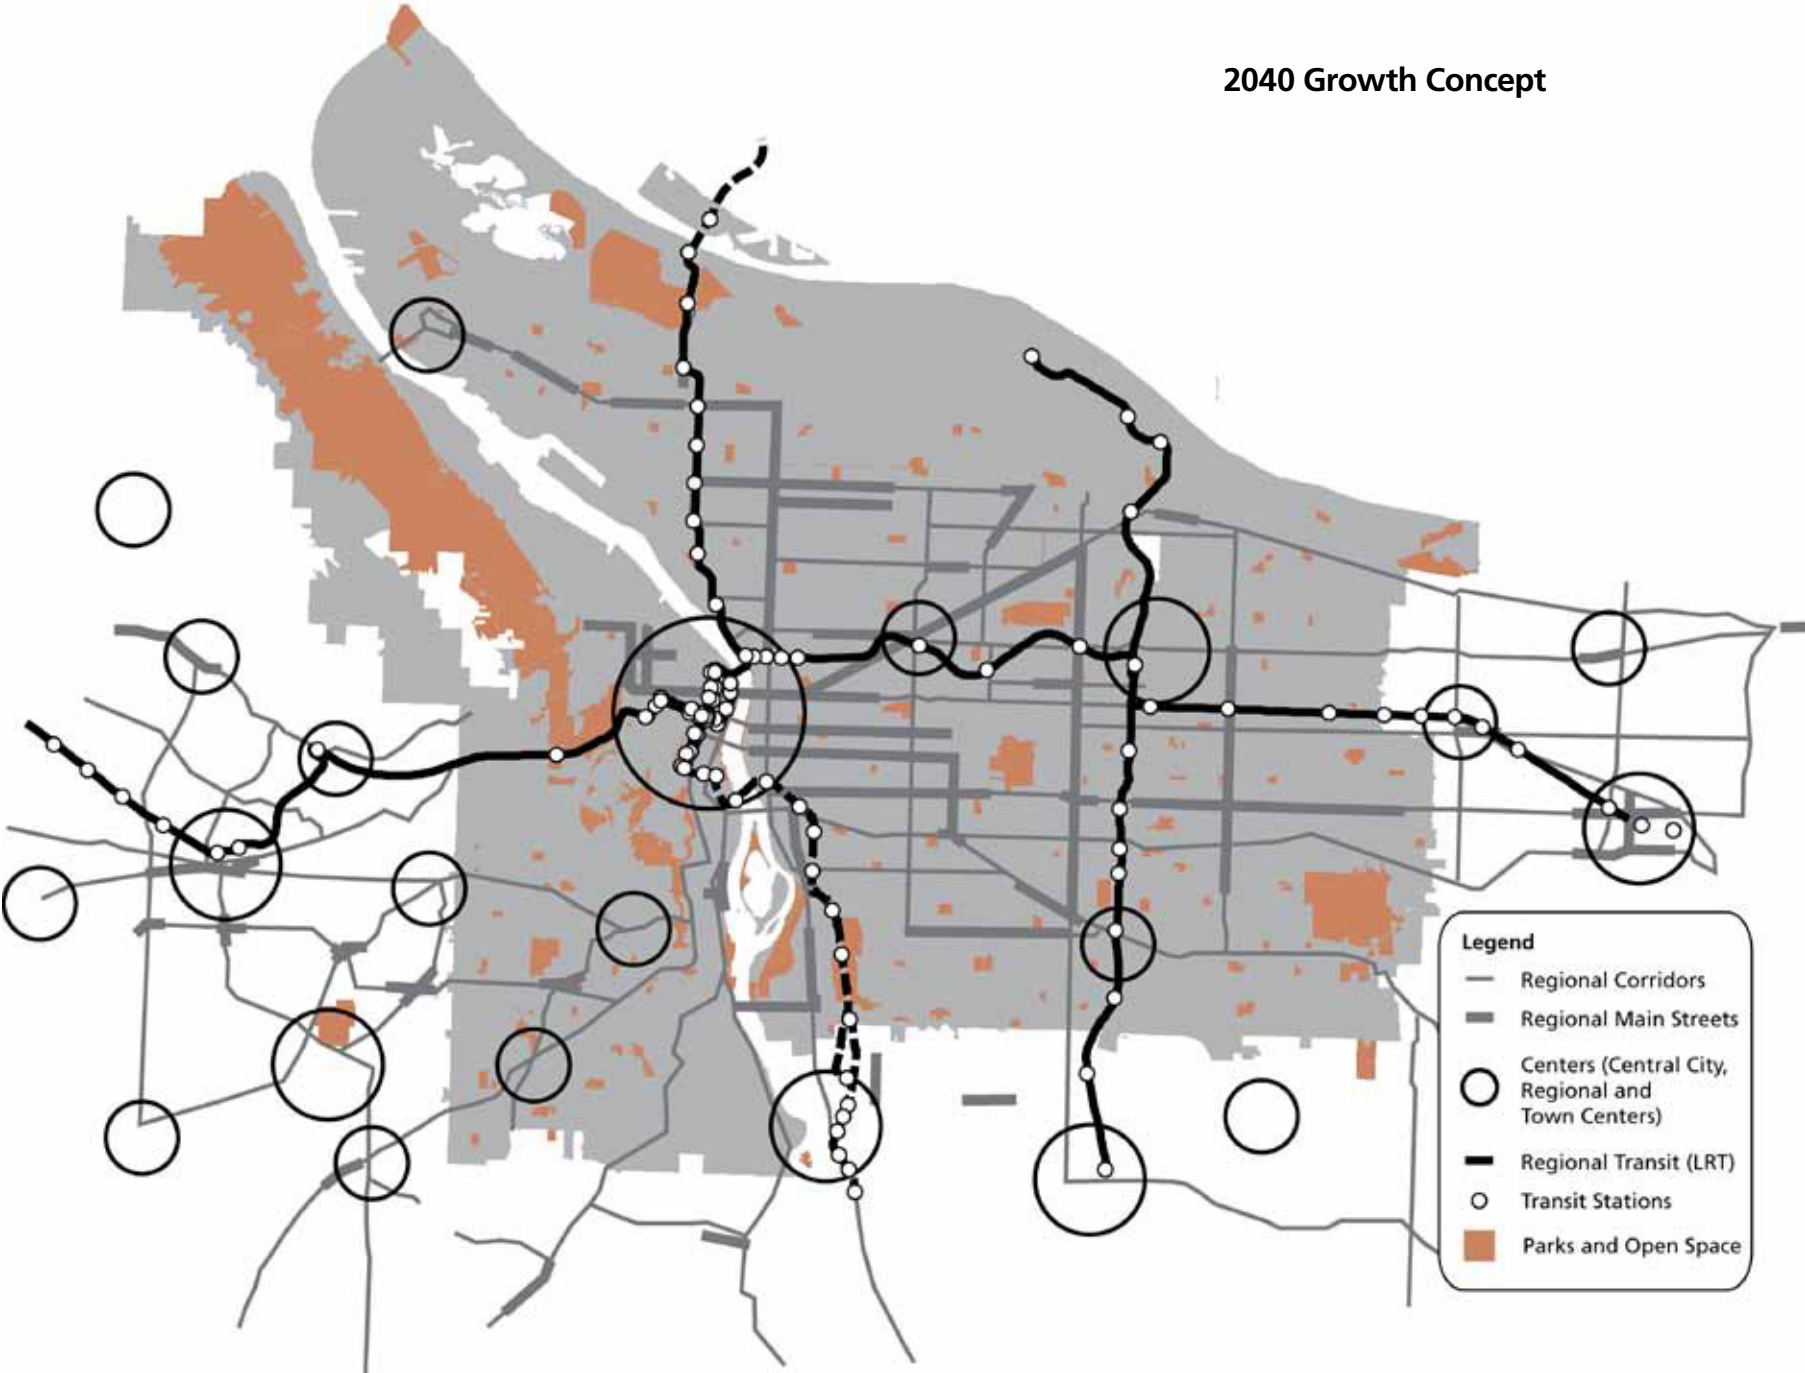 2040 Growth Concept
Legend
Regional Corridors
Regional Main Streets
Centers (Central City,
Regional and
Town Centers)
Regional Transit (LRT)
Transit Stations
Parks and Open Space